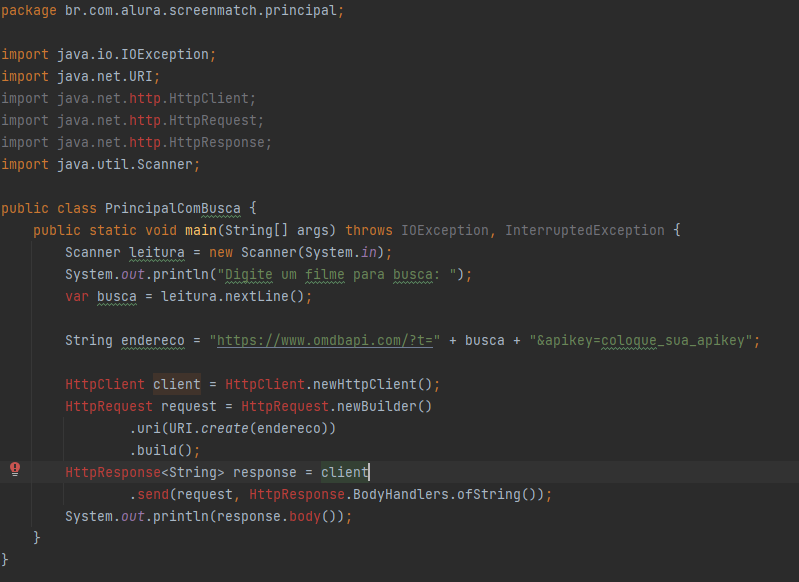 package br.com.alura.screenmatch.principal;
import java.io.IOException;
import java.net.URI;
import java.net.http.HttpClient;
import java.net.http.HttpRequest;
import java.net.http.HttpResponse;
import java.util.Scanner;
public class PrincipalComBusca {
public static void main(String[] args) throws IOException, InterruptedException {
Scanner leitura = new Scanner(System.in);
System.out.println("Digite um filme para busca: ");
var busca = leitura.nextLine();
String endereco = "https://www.omdbapi.com/?t=" + busca + "&apikey=coloque_sua_apikey";
HttpClient client = HttpClient.newHttpClient();
HttpRequest request = HttpRequest.newBuilder()
.uri(URI.create(endereco))
.build();
HttpResponse<String> response = client
.send(request, HttpResponse.BodyHandlers.ofString());
System.out.println(response.body());
}
}